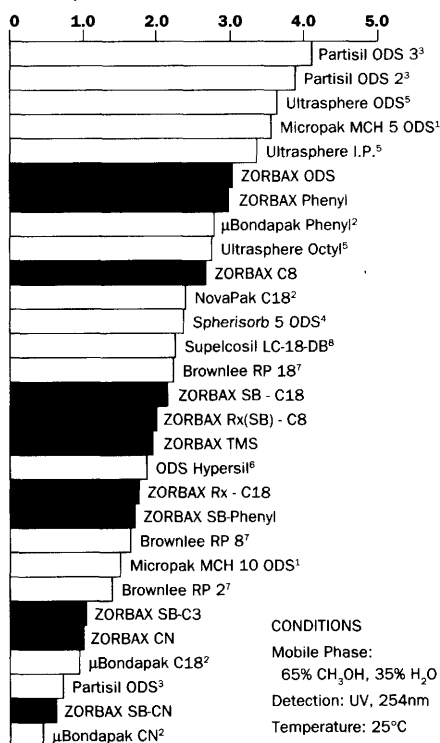 0 1.0 2.0 3.0 4.0 5.0
Partisil ODS 3³
Partisil ODS 2³
Ultrasphere ODS⁵
Micropak MCH 5 ODS¹
Ultrasphere I.P.⁵
ZORBAX ODS
ZORBAX Phenyl
µBondapak Phenyl²
Ultrasphere Octyl⁵
ZORBAX C8
NovaPak C18²
Spherisorb 5 ODS⁴
Supelcosil LC-18-DB⁸
Brownlee RP 18⁷
ZORBAX SB - C18
ZORBAX Rx(SB) - C8
ZORBAX TMS
ODS Hypersil⁶
ZORBAX Rx - C18
ZORBAX SB-Phenyl
Brownlee RP 8⁷
Micropak MCH 10 ODS¹
Brownlee RP 2⁷
ZORBAX SB-C3
ZORBAX CN
µBondapak C18²
Partisil ODS³
ZORBAX SB-CN
µBondapak CN²
CONDITIONS
Mobile Phase:
65% CH₃OH, 35% H₂O
Detection: UV, 254nm
Temperature: 25°C